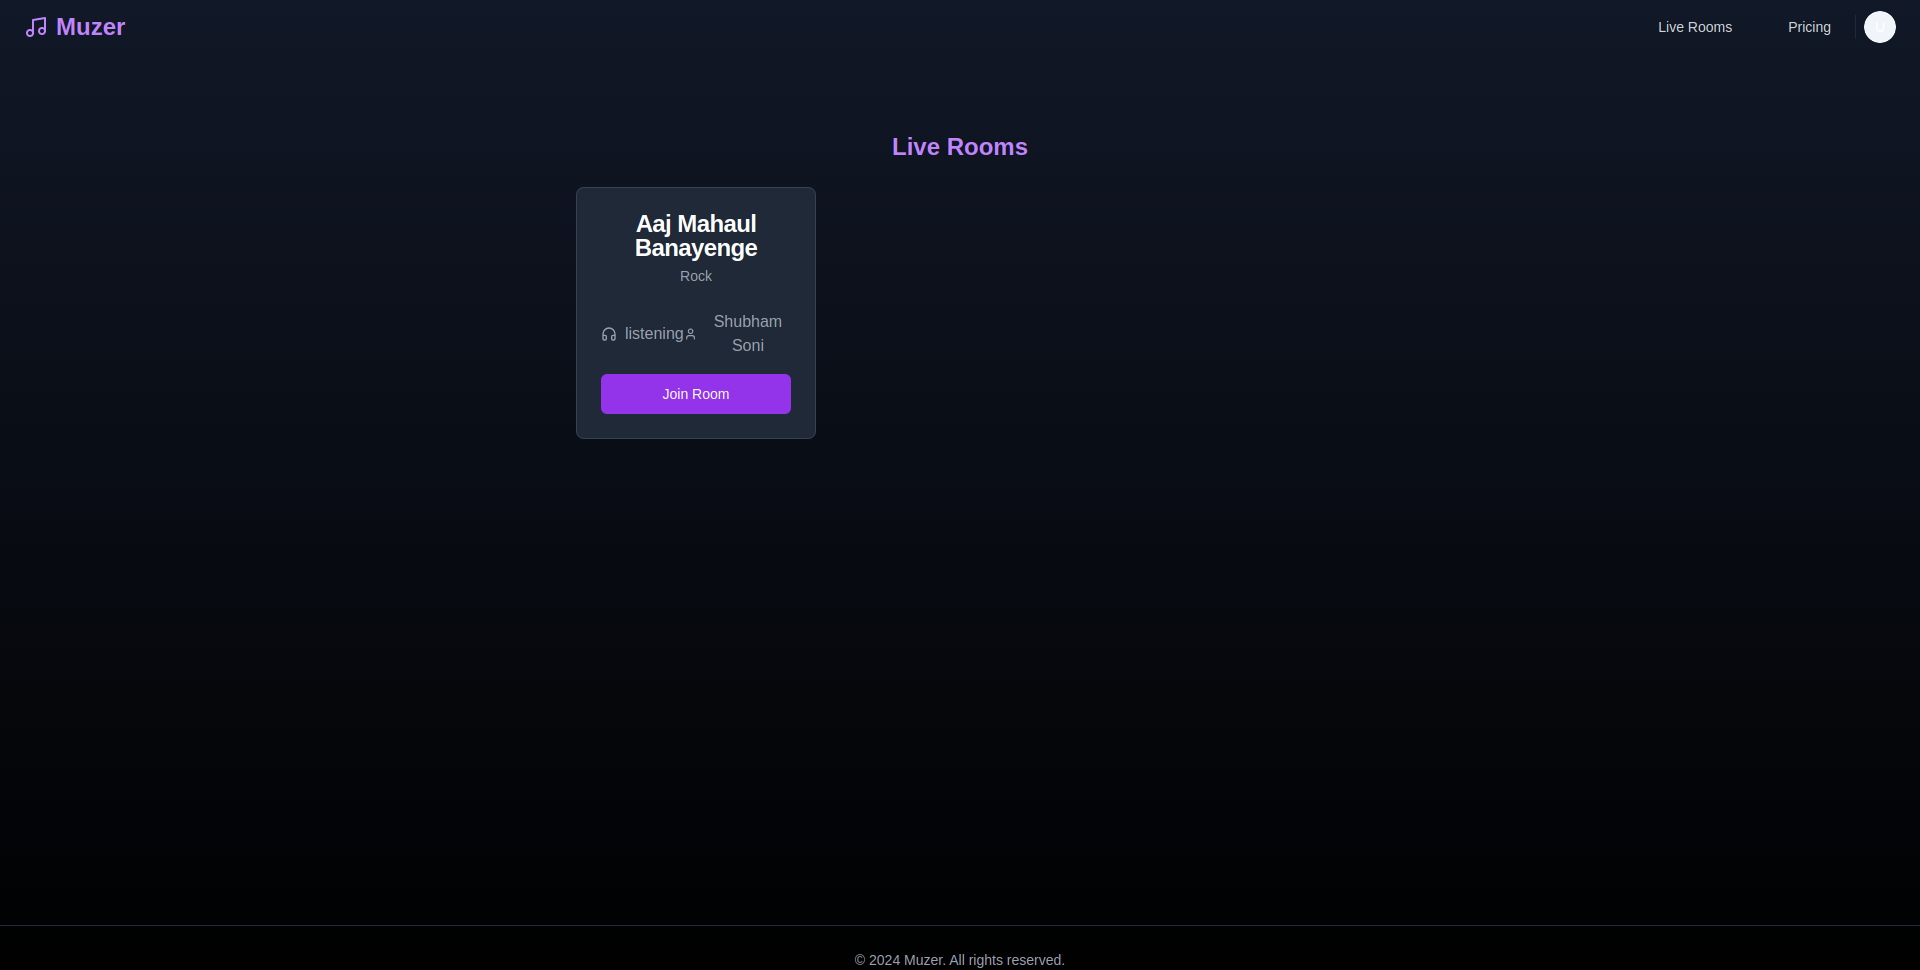 Muzer
Live Rooms
Pricing
Live Rooms
Aaj Mahaul
Banayenge
Rock
listening
Shubham
Soni
Join Room
© 2024 Muzer. All rights reserved.